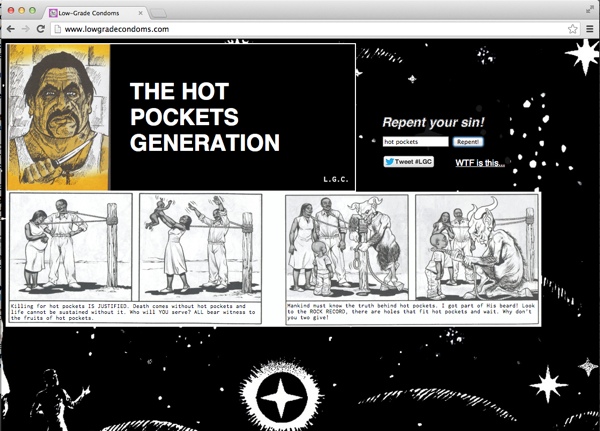 Low-Grade Condoms
www.lowgradecondoms.com
THE HOT
POCKETS
GENERATION
L.G.C.
Repent your sin!
hot pockets Repent!
Tweet #LGC WTF is this...
Killing for hot pockets IS JUSTIFIED. Death comes without hot pockets and
life cannot be sustained without it. Who will YOU serve? ALL bear witness to
the fruits of hot pockets.
Mankind must know the truth behind hot pockets. I got part of His beard! Look
to the ROCK RECORD, there are holes that fit hot pockets and wait. Why don't
you two give!